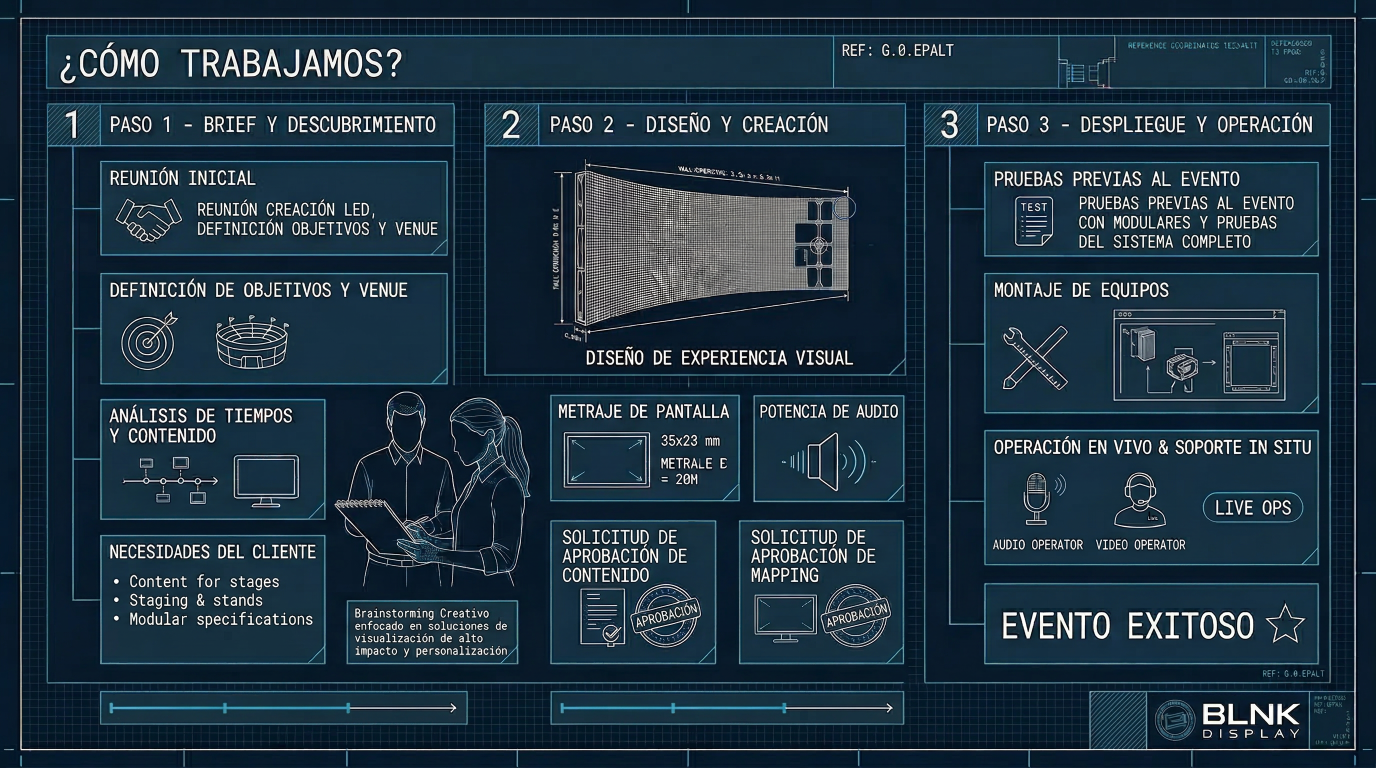 ¿CÓMO TRABAJAMOS?
REF: G.0.EPALT
1
PASO 1 - BRIEF Y DESCUBRIMIENTO
REUNIÓN INICIAL
REUNIÓN CREACIÓN LED,
DEFINICIÓN OBJETIVOS Y VENUE
DEFINICIÓN DE OBJETIVOS Y VENUE
ANÁLISIS DE TIEMPOS
Y CONTENIDO
NECESIDADES DEL CLIENTE
• Content for stages
• Staging & stands
• Modular specifications
Brainstorming Creativo
enfocado en soluciones de
visualización de alto
impacto y personalización
2
PASO 2 - DISEÑO Y CREACIÓN
DISEÑO DE EXPERIENCIA VISUAL
METRAJE DE PANTALLA
35x23 mm
METRALE E
= 20M
POTENCIA DE AUDIO
SOLICITUD DE
APROBACIÓN DE
CONTENIDO
APROBACIÓN
SOLICITUD DE
APROBACIÓN DE
MAPPING
APROBACIÓN
3
PASO 3 - DESPLIEGUE Y OPERACIÓN
PRUEBAS PREVIAS AL EVENTO
TEST
PRUEBAS PREVIAS AL EVENTO
CON MODULARES Y PRUEBAS
DEL SISTEMA COMPLETO
MONTAJE DE EQUIPOS
OPERACIÓN EN VIVO & SOPORTE IN SITU
LIVE OPS
AUDIO OPERATOR
VIDEO OPERATOR
EVENTO EXITOSO
REF: G.0.EPALT
BLNK
DISPLAY